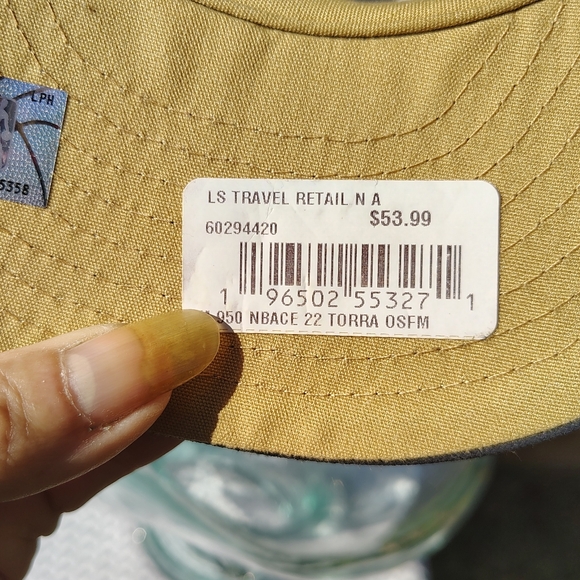 LPH
5358
LS TRAVEL RETAIL N A
$53.99
60294420
1 96502 55327 1
950 NBACE 22 TORRA OSFM